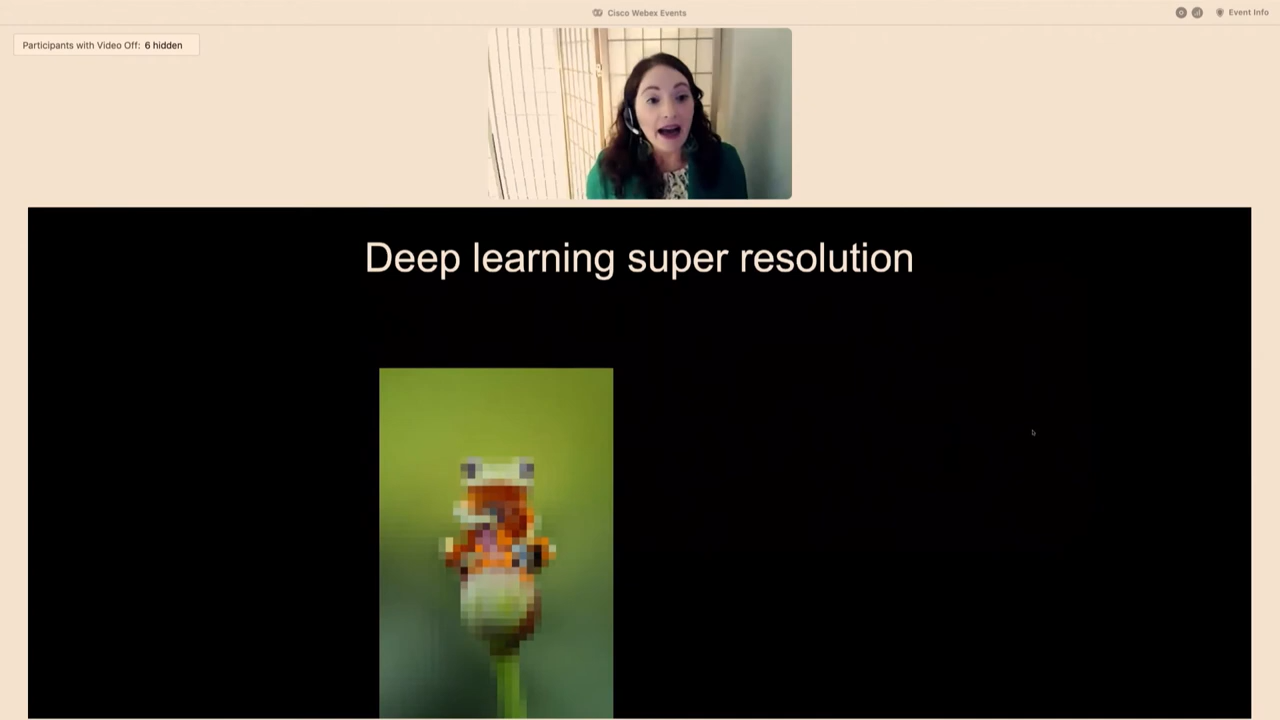 Cisco Webex Events
Event Info
Participants with Video Off: 6 hidden
Deep learning super resolution